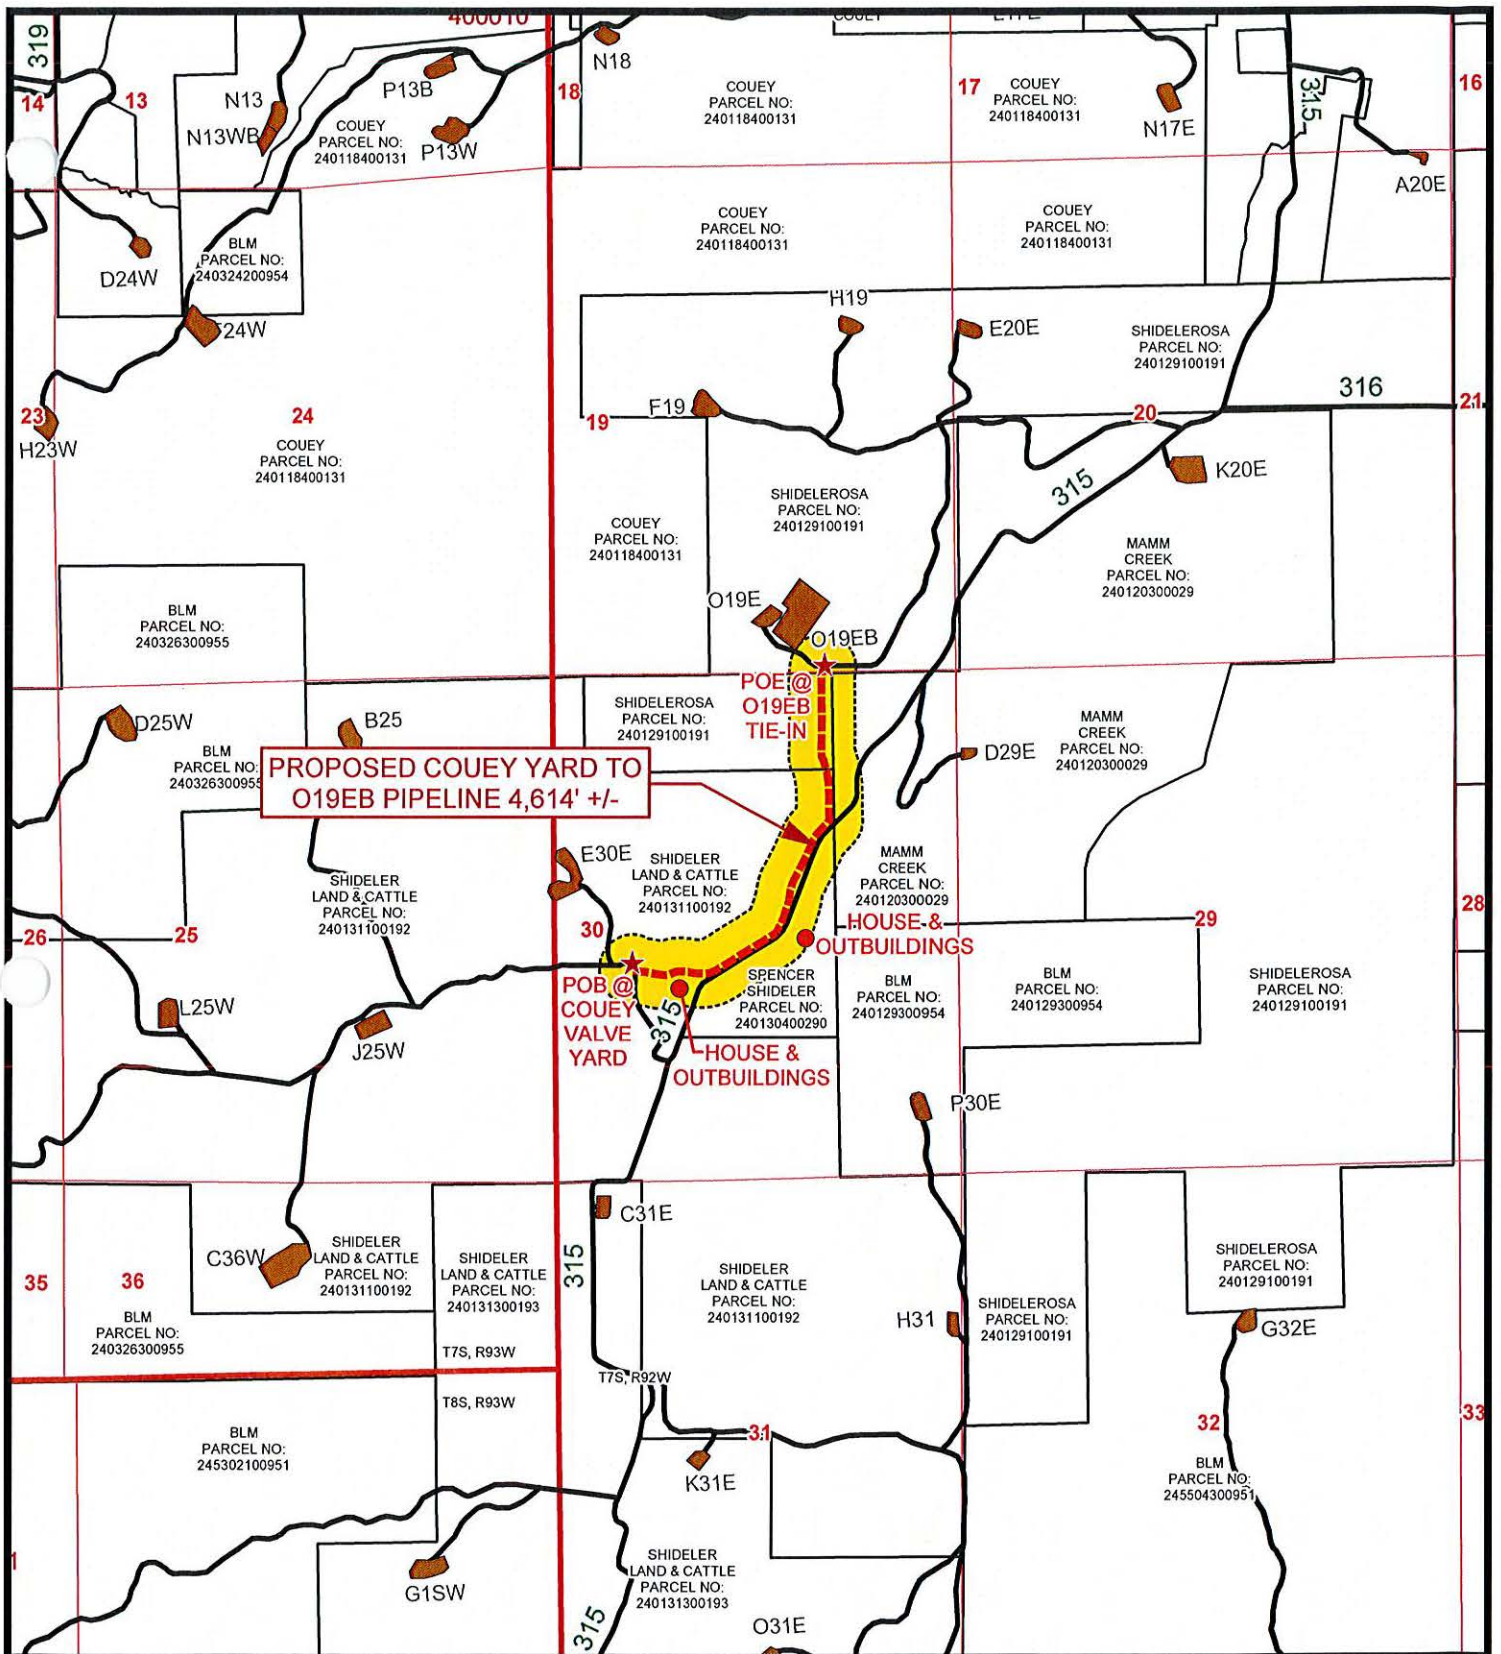 319
400010
COUEY
14
13
N13
N13WB
P13B
P13W
COUEY
PARCEL NO:
240118400131
N18
18
COUEY
PARCEL NO:
240118400131
17
COUEY
PARCEL NO:
240118400131
N17E
315
16
A20E
D24W
BLM
PARCEL NO:
240324200954
COUEY
PARCEL NO:
240118400131
COUEY
PARCEL NO:
240118400131
24W
H19
E20E
SHIDELEROSA
PARCEL NO:
240129100191
316
23
H23W
24
COUEY
PARCEL NO:
240118400131
F19
19
20
21
K20E
315
SHIDELEROSA
PARCEL NO:
240129100191
COUEY
PARCEL NO:
240118400131
MAMM
CREEK
PARCEL NO:
240120300029
BLM
PARCEL NO:
240326300955
O19E
O19EB
POE @
O19EB
TIE-IN
SHIDELEROSA
PARCEL NO:
240129100191
D25W
B25
BLM
PARCEL NO:
240326300955
MAMM
CREEK
PARCEL NO:
240120300029
D29E
PROPOSED COUEY YARD TO
O19EB PIPELINE 4,614' +/-
E30E
SHIDELER
LAND & CATTLE
PARCEL NO:
240131100192
MAMM
CREEK
PARCEL NO:
240120300029
SHIDELER
LAND & CATTLE
PARCEL NO:
240131100192
26
25
30
HOUSE &
OUTBUILDINGS
29
28
POB @
COUEY
VALVE
YARD
315
SPENCER
SHIDELER
PARCEL NO:
240130400290
BLM
PARCEL NO:
240129300954
BLM
PARCEL NO:
240129300954
SHIDELEROSA
PARCEL NO:
240129100191
L25W
J25W
HOUSE &
OUTBUILDINGS
P30E
C31E
315
C36W
SHIDELER
LAND & CATTLE
PARCEL NO:
240131100192
SHIDELER
LAND & CATTLE
PARCEL NO:
240131300193
SHIDELER
LAND & CATTLE
PARCEL NO:
240131100192
SHIDELEROSA
PARCEL NO:
240129100191
35
36
BLM
PARCEL NO:
240326300955
H31
SHIDELEROSA
PARCEL NO:
240129100191
G32E
T7S, R93W
T7S, R92W
T8S, R93W
BLM
PARCEL NO:
245302100951
31
32
33
K31E
BLM
PARCEL NO:
245504300951
1
G1SW
SHIDELER
LAND & CATTLE
PARCEL NO:
240131300193
315
O31E